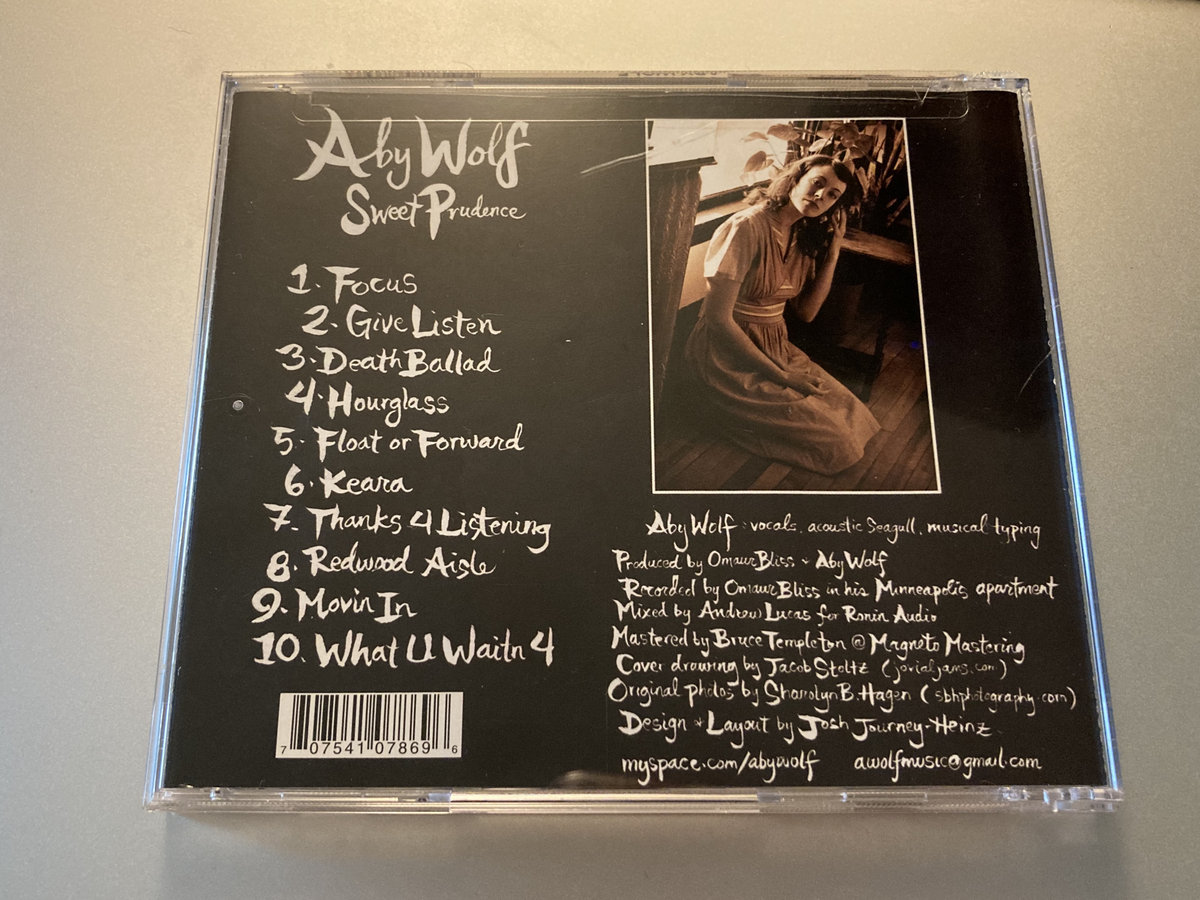 Aby Wolf
Sweet Prudence
1. Focus
2. Give Listen
3. Death Ballad
4. Hourglass
5. Float or Forward
6. Keara
7. Thanks 4 Listening
8. Redwood Aisle
9. Movin In
10. What U Waitn 4
7 07541 07869 6
Aby Wolf : vocals, acoustic Seagull, musical typing
Produced by Omaur Bliss + Aby Wolf
Recorded by Omaur Bliss in his Minneapolis apartment
Mixed by Andrew Lucas for Ronin Audio
Mastered by Bruce Templeton @ Magneto Mastering
Cover drawing by Jacob Stoltz (jovialjams.com)
Original photos by Sharolyn B. Hagen (sbhphotography.com)
Design + Layout by Josh Journey-Heinz
myspace.com/abywolf awolfmusic@gmail.com